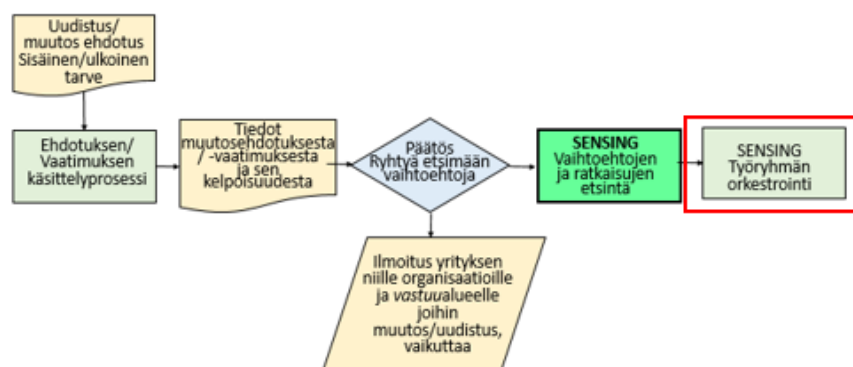 Uudistus/
muutos ehdotus
Sisäinen/ulkoinen
tarve
Ehdotuksen/
Vaatimuksen
käsittelyprosessi
Tiedot
muutosehdotuksesta
/ -vaatimuksesta
ja sen
kelpoisuudesta
Päätös
Ryhtyä etsimään
vaihtoehtoja
SENSING
Vaihtoehtojen
ja ratkaisujen
etsintä
SENSING
Työryhmän
orkestrointi
Ilmoitus yrityksen
niille organisaatioille
ja vastuualueelle
joihin
muutos/uudistus,
vaikuttaa